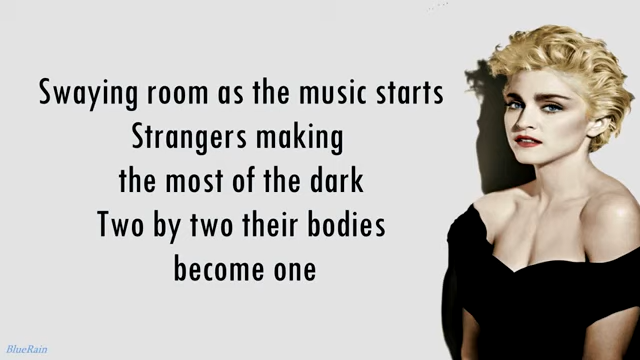 Swaying room as the music starts
Strangers making
the most of the dark
Two by two their bodies
become one
BlueRain